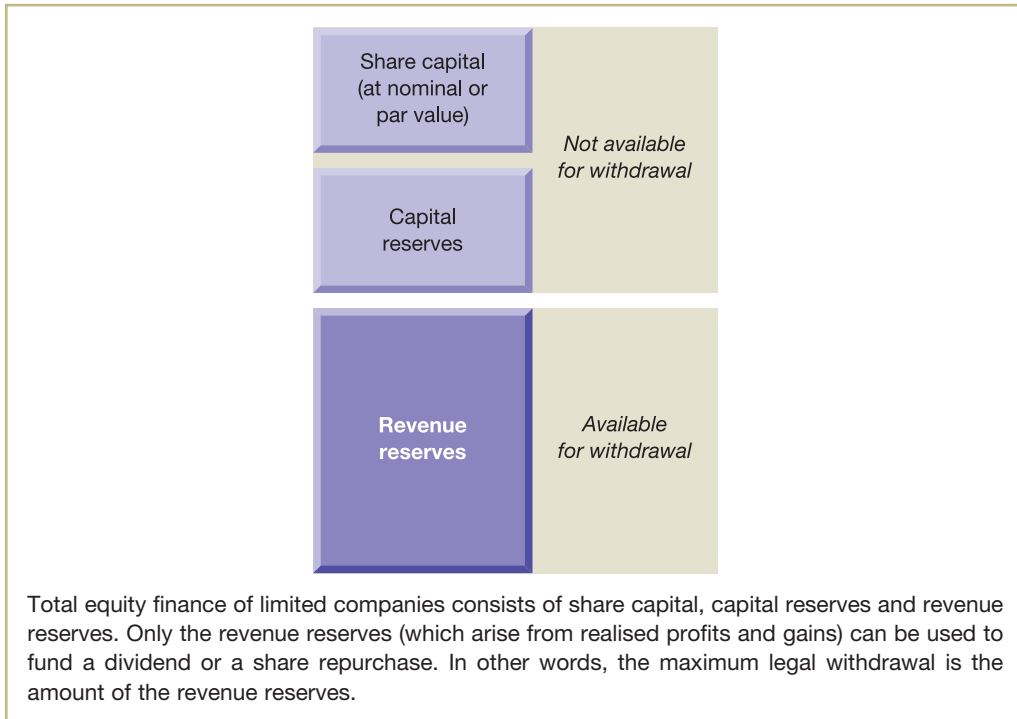 Share capital
(at nominal or
par value)
Not available
for withdrawal
Capital
reserves
Revenue
reserves
Available
for withdrawal
Total equity finance of limited companies consists of share capital, capital reserves and revenue
reserves. Only the revenue reserves (which arise from realised profits and gains) can be used to
fund a dividend or a share repurchase. In other words, the maximum legal withdrawal is the
amount of the revenue reserves.